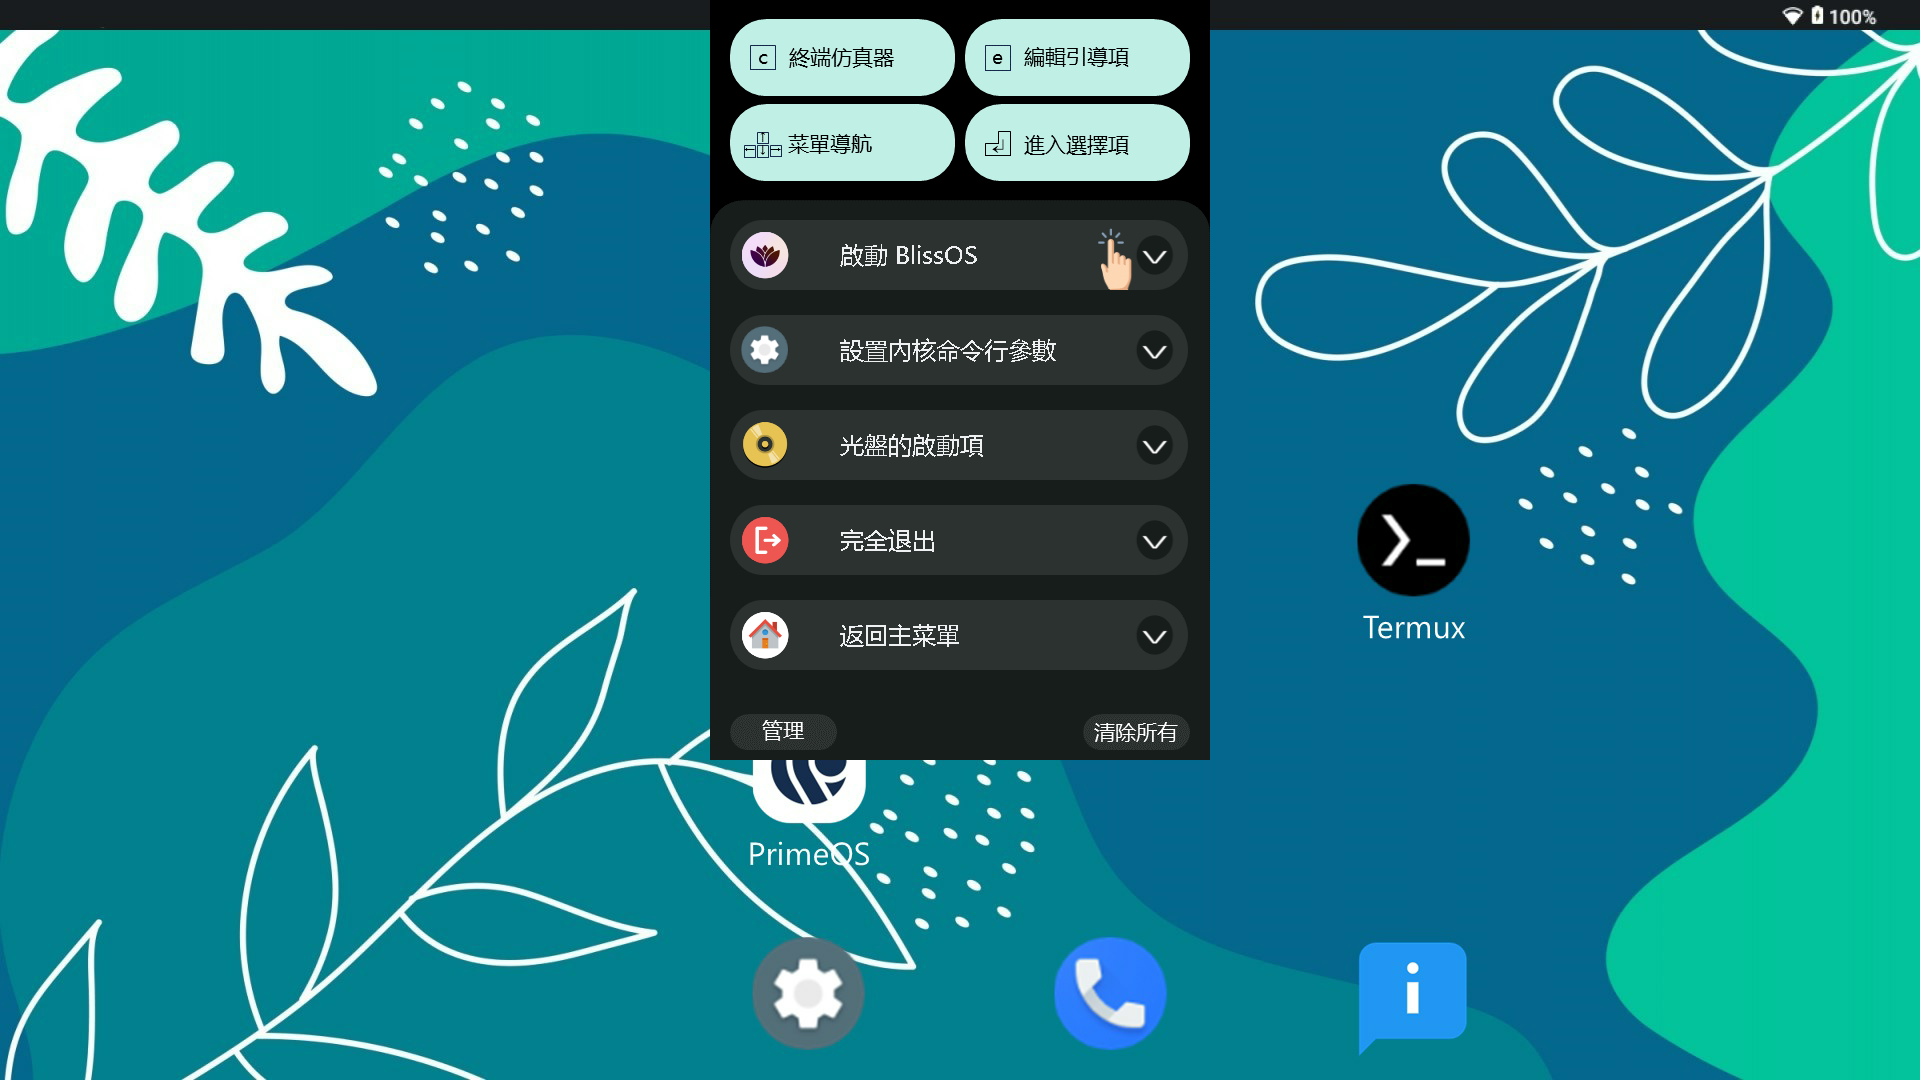 100%
c 終端仿真器
e 編輯引導項
菜單導航
進入選擇項
啟動 BlissOS
設置內核命令行參數
光盤的啟動項
完全退出
返回主菜單
管理
清除所有
Termux
PrimeOS